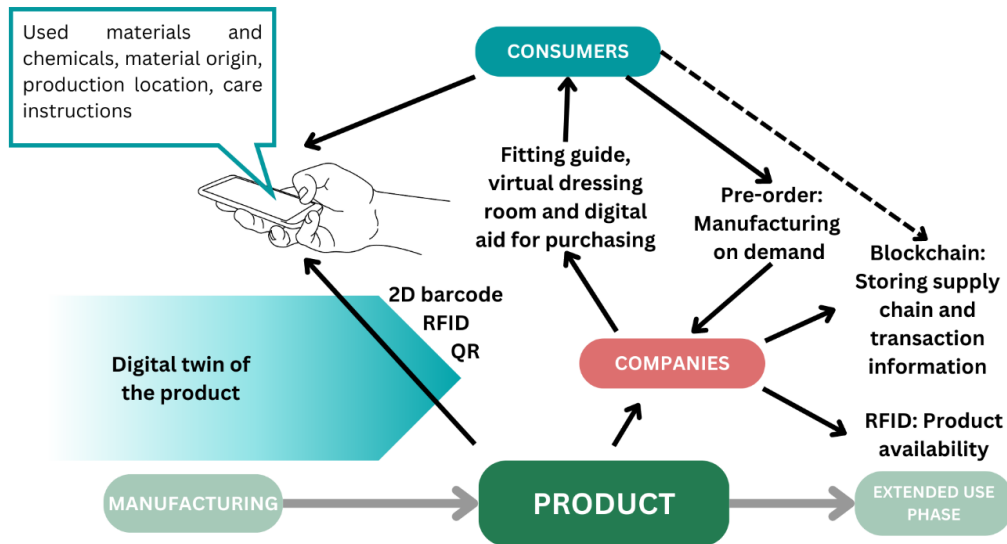 Used materials and
chemicals, material origin,
production location, care
instructions
CONSUMERS
Fitting guide,
virtual dressing
room and digital
aid for purchasing
Pre-order:
Manufacturing
on demand
Blockchain:
Storing supply
chain and
transaction
information
2D barcode
RFID
QR
Digital twin of
the product
COMPANIES
RFID: Product
availability
MANUFACTURING
PRODUCT
EXTENDED USE
PHASE